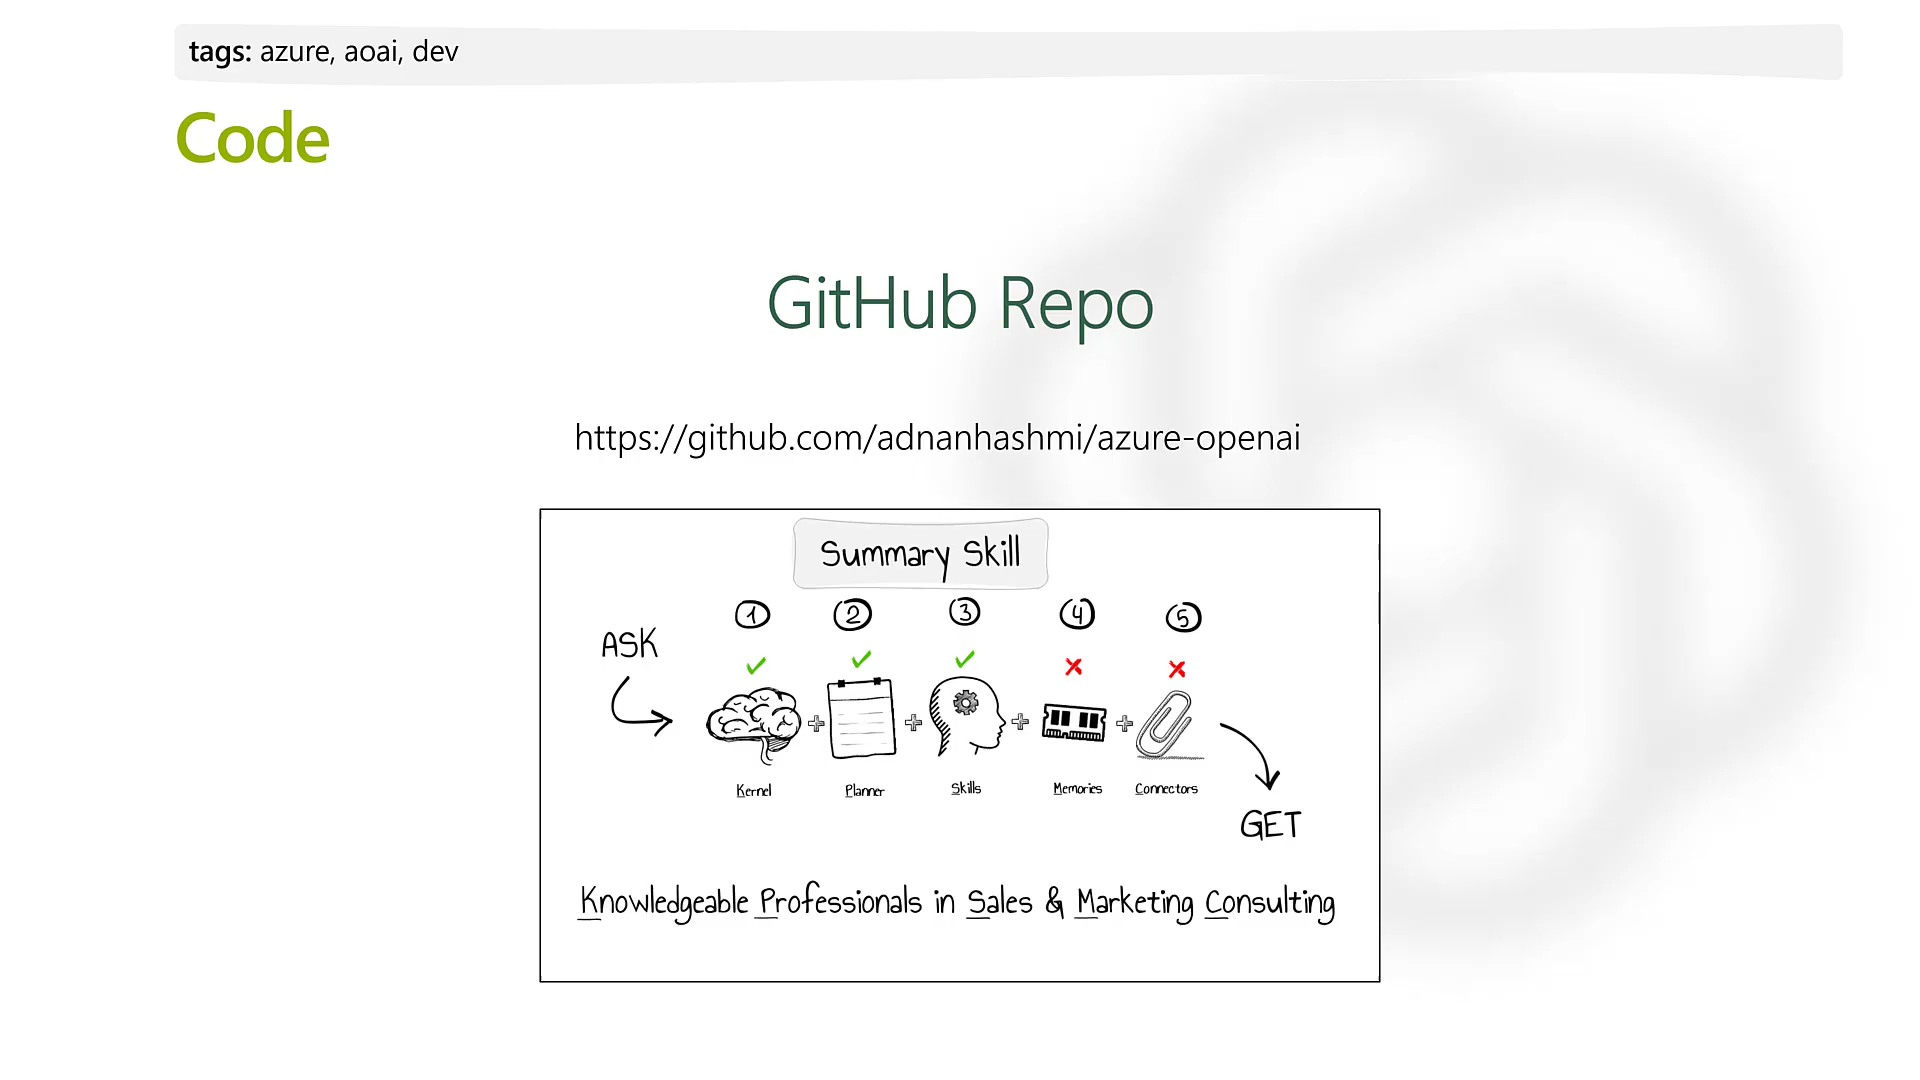 tags: azure, aoai, dev
Code
GitHub Repo
https://github.com/adnanhashmi/azure-openai
Summary Skill
1 2 3 4 5
ASK
Kernel Planner Skills Memories Connectors
GET
Knowledgeable Professionals in Sales & Marketing Consulting